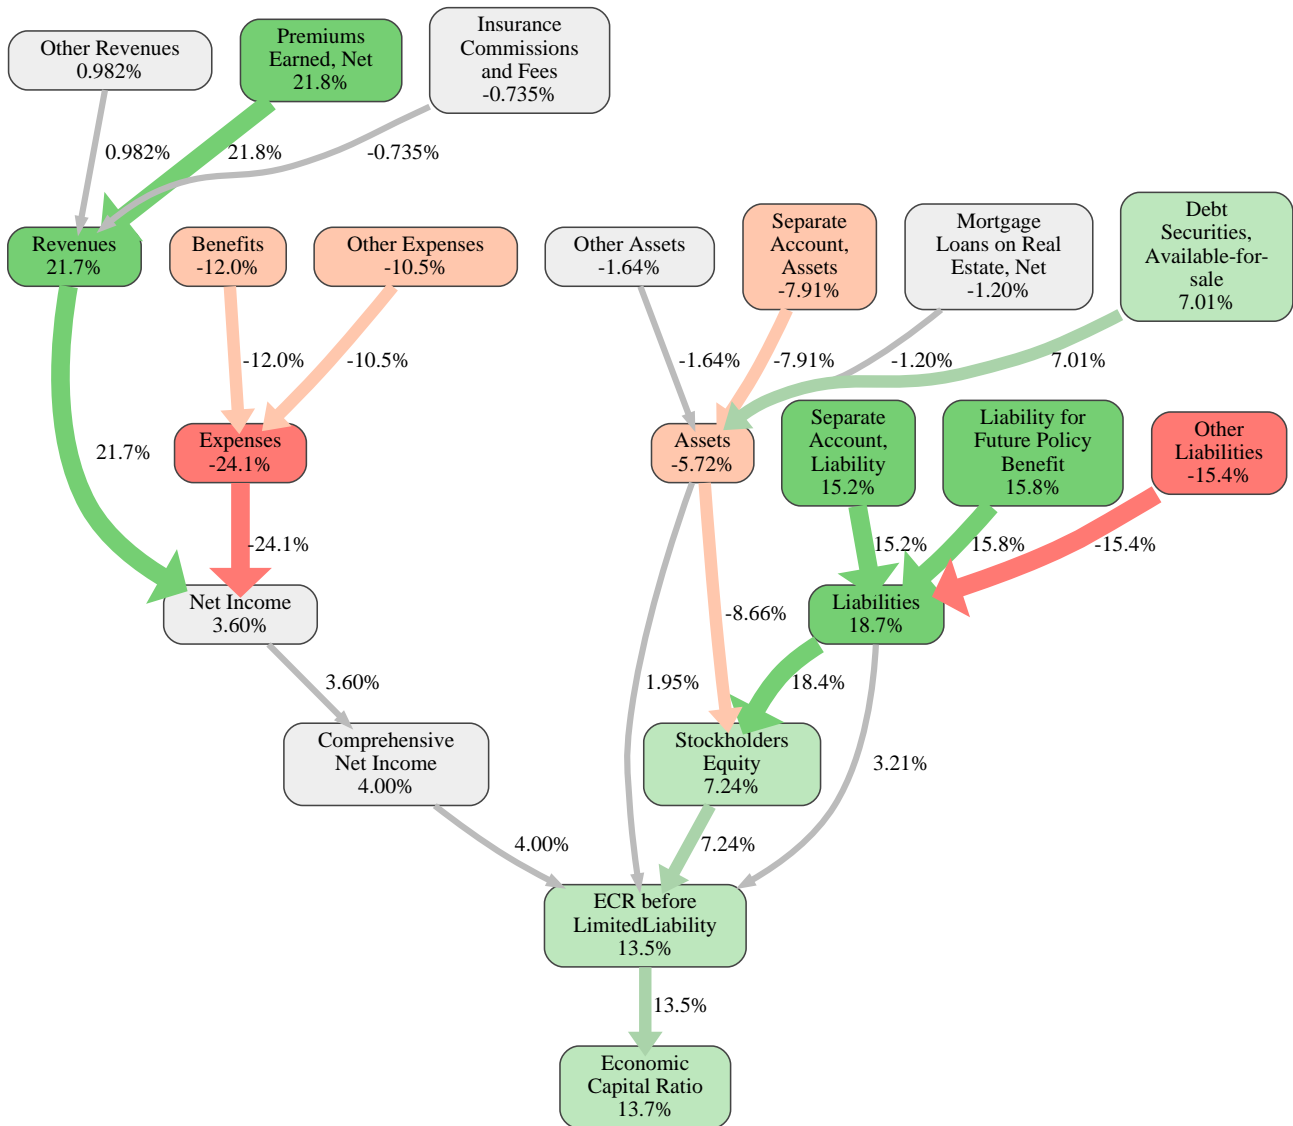 Other Revenues
0.982%
Premiums
Earned, Net
21.8%
Insurance
Commissions
and Fees
-0.735%
0.982%
21.8%
-0.735%
Revenues
21.7%
Benefits
-12.0%
Other Expenses
-10.5%
Other Assets
-1.64%
Separate
Account,
Assets
-7.91%
Mortgage
Loans on Real
Estate, Net
-1.20%
Debt
Securities,
Available-for-
sale
7.01%
-12.0%
-10.5%
-1.64%
-7.91%
-1.20%
7.01%
21.7%
Expenses
-24.1%
Assets
-5.72%
Separate
Account,
Liability
15.2%
Liability for
Future Policy
Benefit
15.8%
Other
Liabilities
-15.4%
-24.1%
15.2%
15.8%
-15.4%
Net Income
3.60%
-8.66%
Liabilities
18.7%
3.60%
1.95%
18.4%
Comprehensive
Net Income
4.00%
Stockholders
Equity
7.24%
3.21%
4.00%
7.24%
ECR before
LimitedLiability
13.5%
13.5%
Economic
Capital Ratio
13.7%